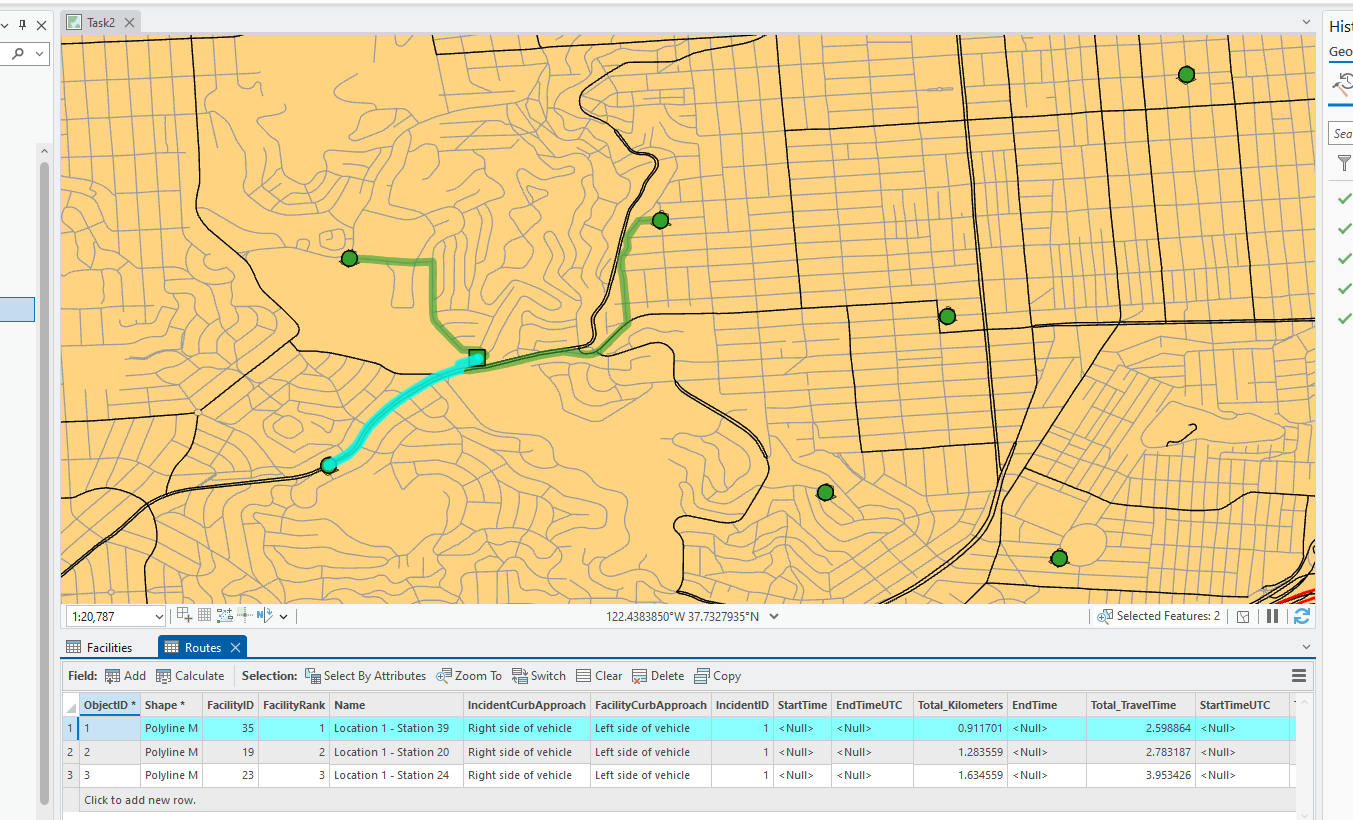 Task2
Hist
Geo
Sea
1:20,787
122.4383850°W 37.7327935°N
Selected Features: 2
Facilities
Routes
Field: Add Calculate Selection: Select By Attributes Zoom To Switch Clear Delete Copy
ObjectID * Shape * FacilityID FacilityRank Name IncidentCurbApproach FacilityCurbApproach IncidentID StartTime EndTimeUTC Total_Kilometers EndTime Total_TravelTime StartTimeUTC
1 1 Polyline M 35 1 Location 1 - Station 39 Right side of vehicle Left side of vehicle 1 <Null> <Null> 0.911701 <Null> 2.598864 <Null>
2 2 Polyline M 19 2 Location 1 - Station 20 Right side of vehicle Left side of vehicle 1 <Null> <Null> 1.283559 <Null> 2.783187 <Null>
3 3 Polyline M 23 3 Location 1 - Station 24 Right side of vehicle Left side of vehicle 1 <Null> <Null> 1.634559 <Null> 3.953426 <Null>
Click to add new row.